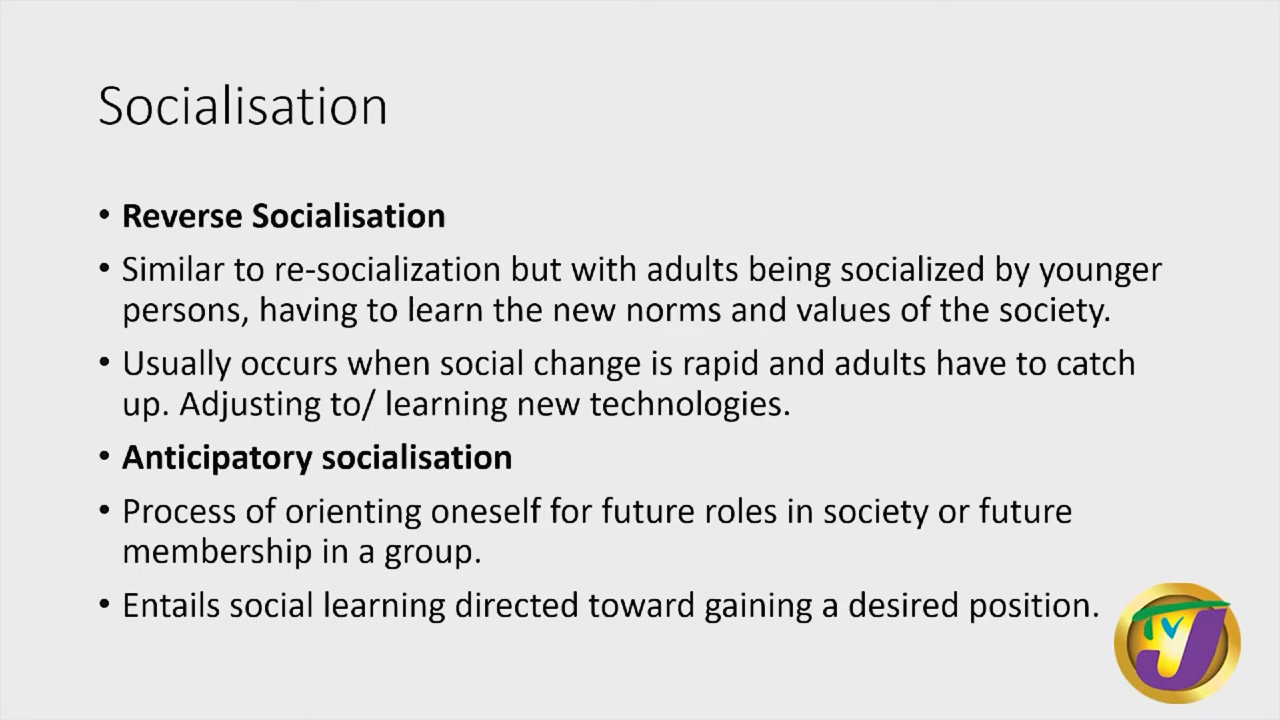 Socialisation
• Reverse Socialisation
• Similar to re-socialization but with adults being socialized by younger
persons, having to learn the new norms and values of the society.
• Usually occurs when social change is rapid and adults have to catch
up. Adjusting to/ learning new technologies.
• Anticipatory socialisation
• Process of orienting oneself for future roles in society or future
membership in a group.
• Entails social learning directed toward gaining a desired position.
TVJ